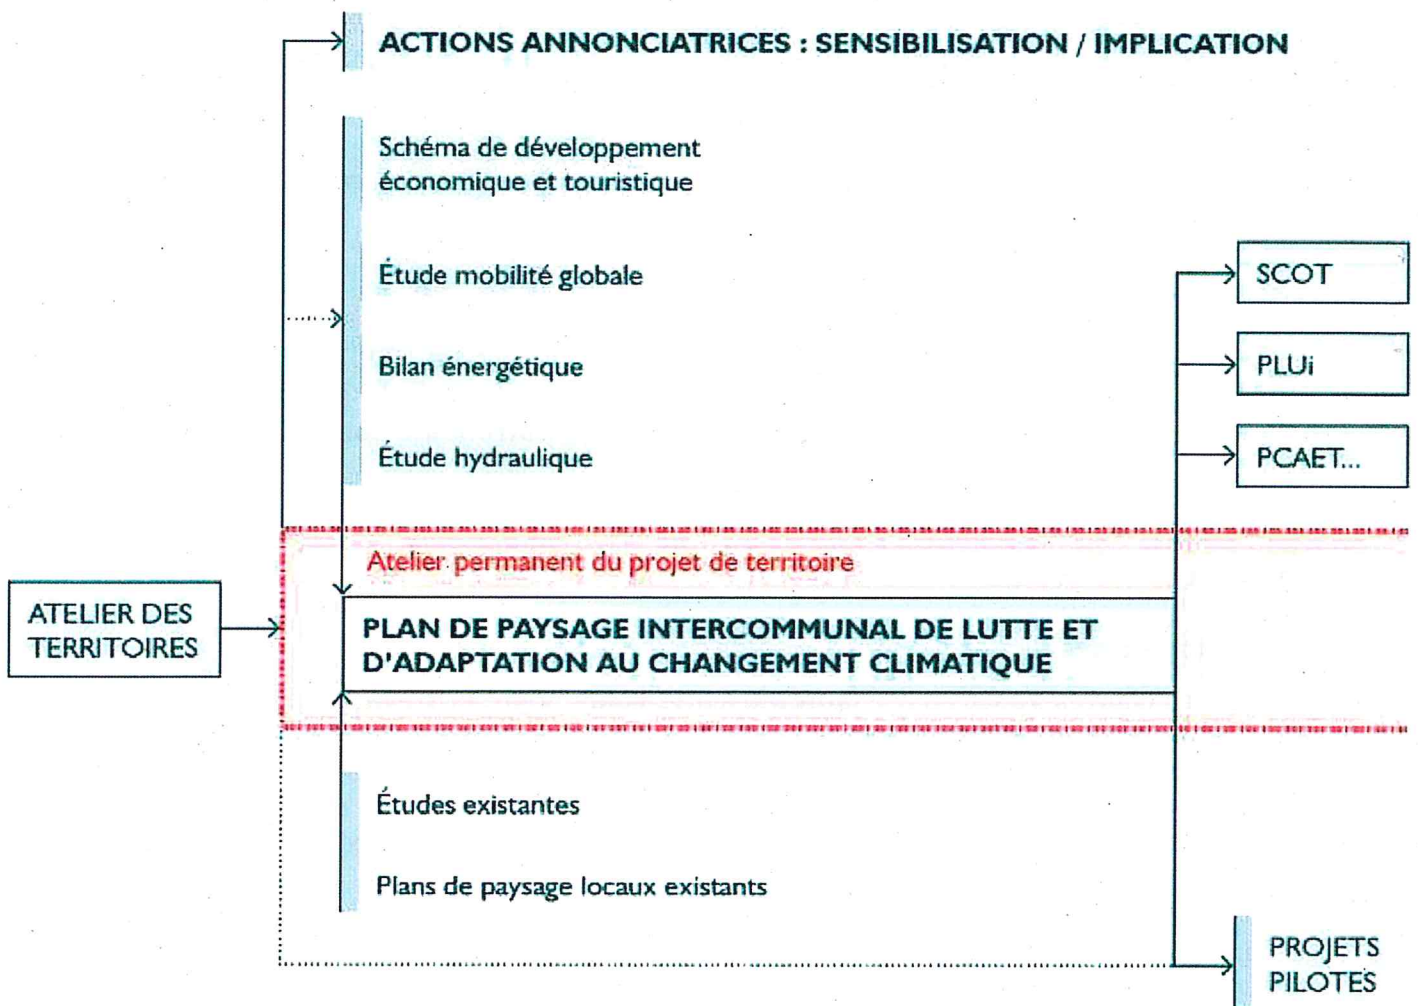 ACTIONS ANNONCIATRICES : SENSIBILISATION / IMPLICATION
Schéma de développement
économique et touristique
Étude mobilité globale
Bilan énergétique
Étude hydraulique
SCOT
PLUi
PCAET...
Atelier permanent du projet de territoire
ATELIER DES
TERRITOIRES
PLAN DE PAYSAGE INTERCOMMUNAL DE LUTTE ET
D'ADAPTATION AU CHANGEMENT CLIMATIQUE
Études existantes
Plans de paysage locaux existants
PROJETS
PILOTES